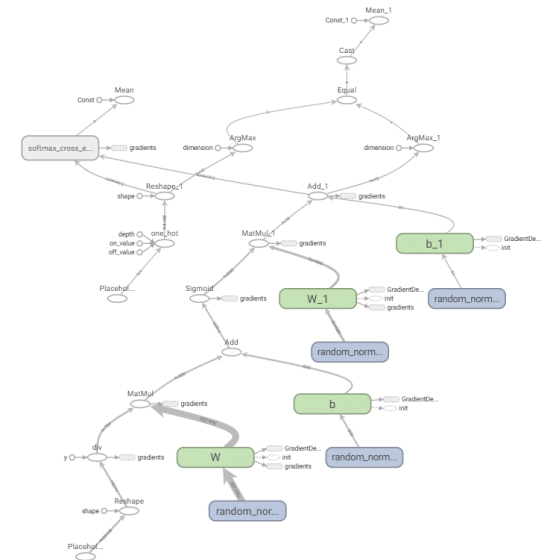 Mean_1
Const_1
Cast
Mean
Equal
Const
ArgMax
ArgMax_1
softmax_cross_e...
gradients
dimension
dimension
Reshape_1
Add_1
shape
gradients
depth
one_hot
MatMul_1
b_1
GradientDe...
on_value
gradients
init
off_value
Placehol...
Sigmoid
W_1
GradientDe...
random_norm...
gradients
init
gradients
Add
random_norm...
MatMul
gradients
b
GradientDe...
init
div
W
GradientDe...
y
gradients
init
random_norm...
gradients
Reshape
shape
random_nor...
Placehol...